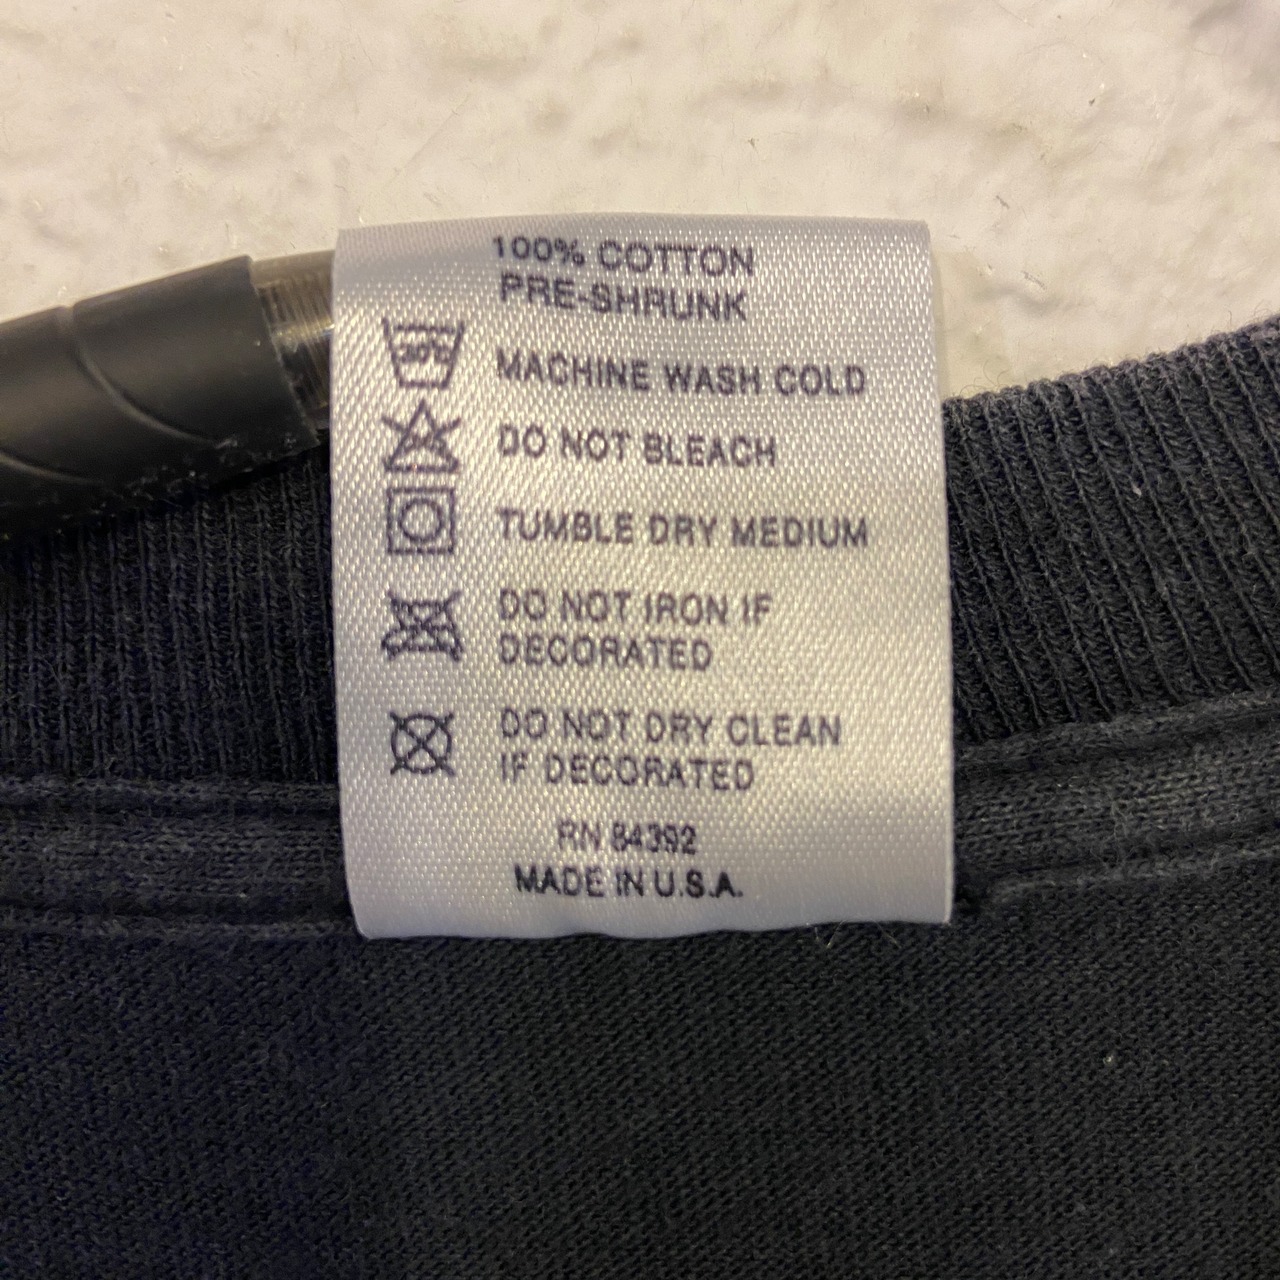 100% COTTON
PRE-SHRUNK
MACHINE WASH COLD
DO NOT BLEACH
TUMBLE DRY MEDIUM
DO NOT IRON IF
DECORATED
DO NOT DRY CLEAN
IF DECORATED
RN 84392
MADE IN U.S.A.